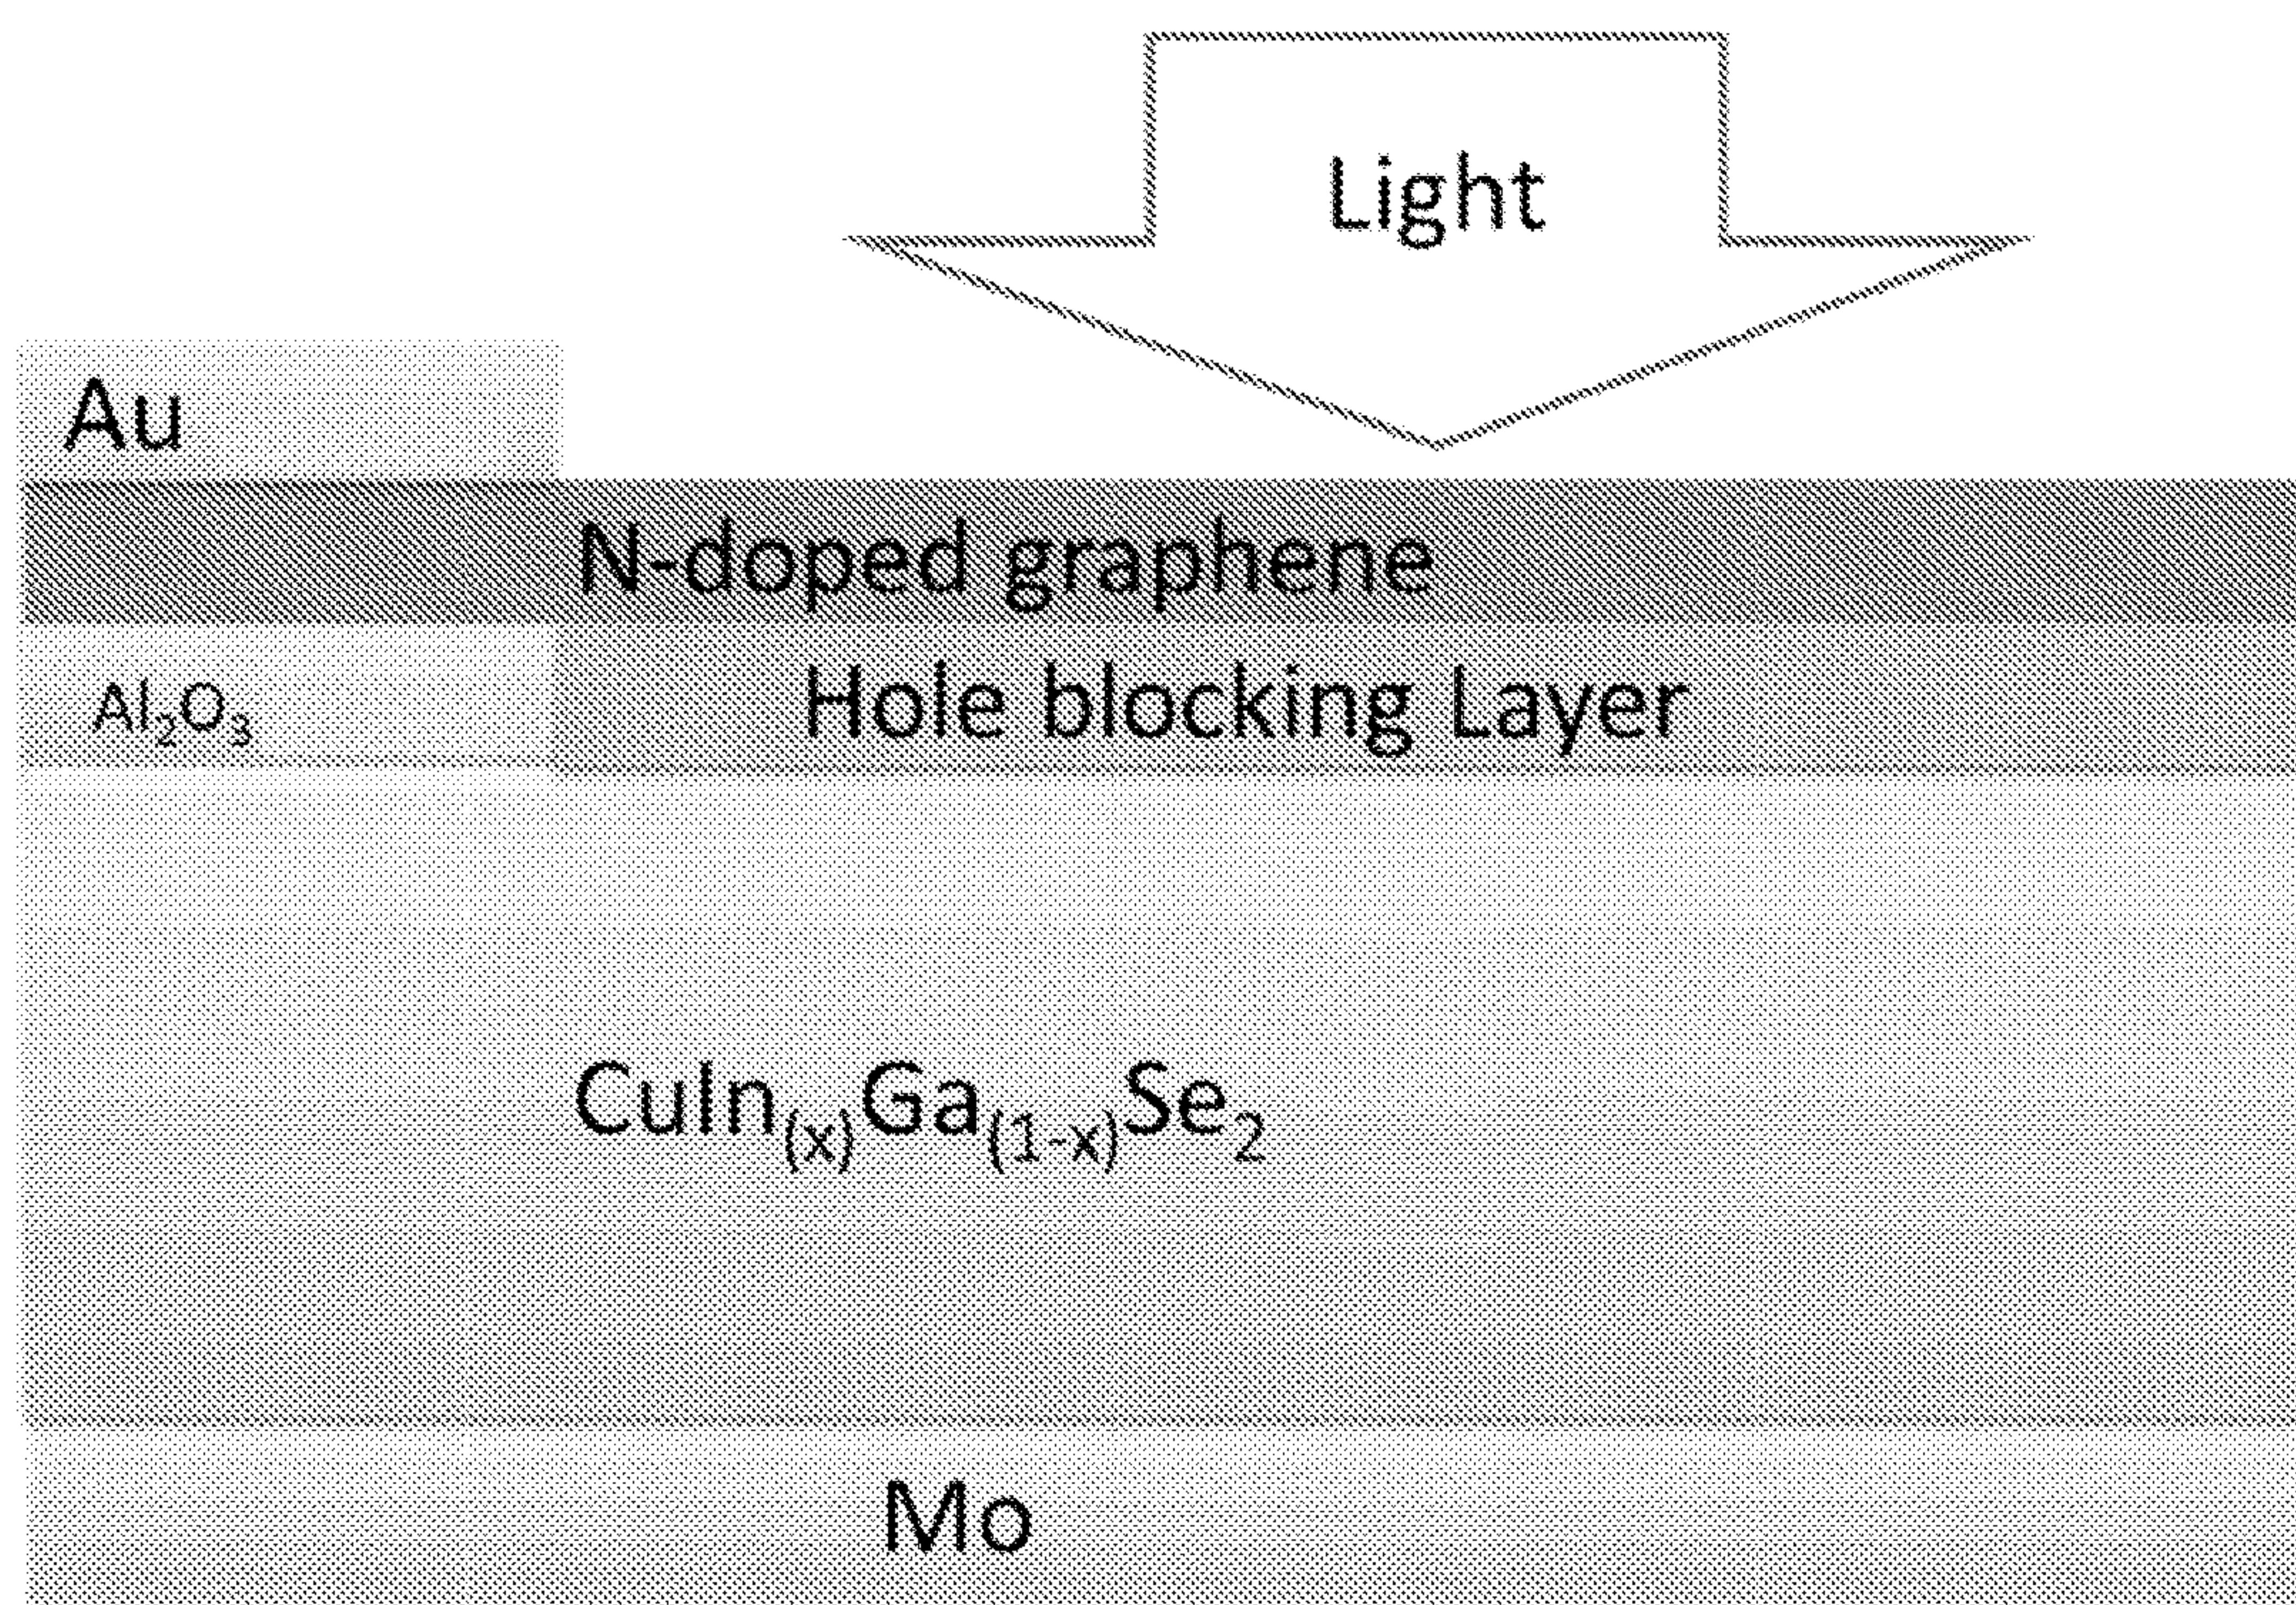 Light
Au
N-doped graphene
Al₂O₃
Hole blocking Layer
CuIn₍ₓ₎Ga₍₁₋ₓ₎Se₂
Mo